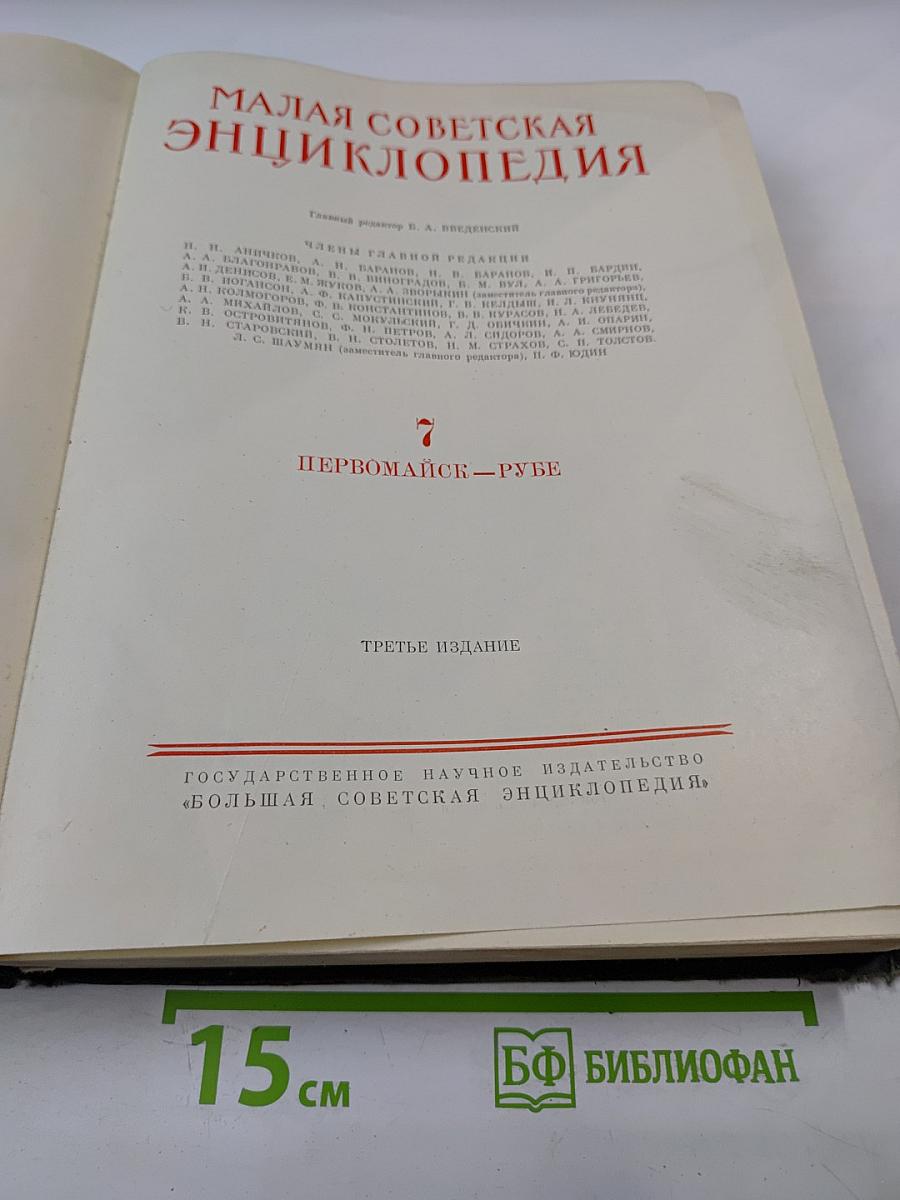 МАЛАЯ СОВЕТСКАЯ
ЭНЦИКЛОПЕДИЯ
Главный редактор Б. А. ВВЕДЕНСКИЙ
ЧЛЕНЫ ГЛАВНОЙ РЕДАКЦИИ
Н. Н. АНИЧКОВ, А. Н. БАРАНОВ, Н. В. БАРАНОВ, И. П. БАРДИН,
А. А. БЛАГОНРАВОВ, В. В. ВИНОГРАДОВ, Б. М. ВУЛ, А. А. ГРИГОРЬЕВ,
А. И. ДЕНИСОВ, Е. М. ЖУКОВ, А. А. ЗВОРЫКИН (заместитель главного редактора),
Б. В. ИОГАНСОН, А. Ф. КАПУСТИНСКИЙ, Г. В. КЕЛДЫШ, И. Л. КНУНЯНЦ,
А. Н. КОЛМОГОРОВ, Ф. В. КОНСТАНТИНОВ, В. В. КУРАСОВ, Н. А. ЛЕБЕДЕВ,
А. А. МИХАЙЛОВ, С. С. МОКУЛЬСКИЙ, Г. Д. ОБИЧКИН, А. И. ОПАРИН,
К. В. ОСТРОВИТЯНОВ, Ф. Н. ПЕТРОВ, А. Л. СИДОРОВ, А. А. СМИРНОВ,
В. Н. СТАРОВСКИЙ, В. Н. СТОЛЕТОВ, Н. М. СТРАХОВ, С. П. ТОЛСТОВ.
Л. С. ШАУМЯН (заместитель главного редактора), П. Ф. ЮДИН
7
ПЕРВОМАЙСК—РУБЕ
ТРЕТЬЕ ИЗДАНИЕ
ГОСУДАРСТВЕННОЕ НАУЧНОЕ ИЗДАТЕЛЬСТВО
«БОЛЬШАЯ СОВЕТСКАЯ ЭНЦИКЛОПЕДИЯ»
15 см
БФ БИБЛИОФАН